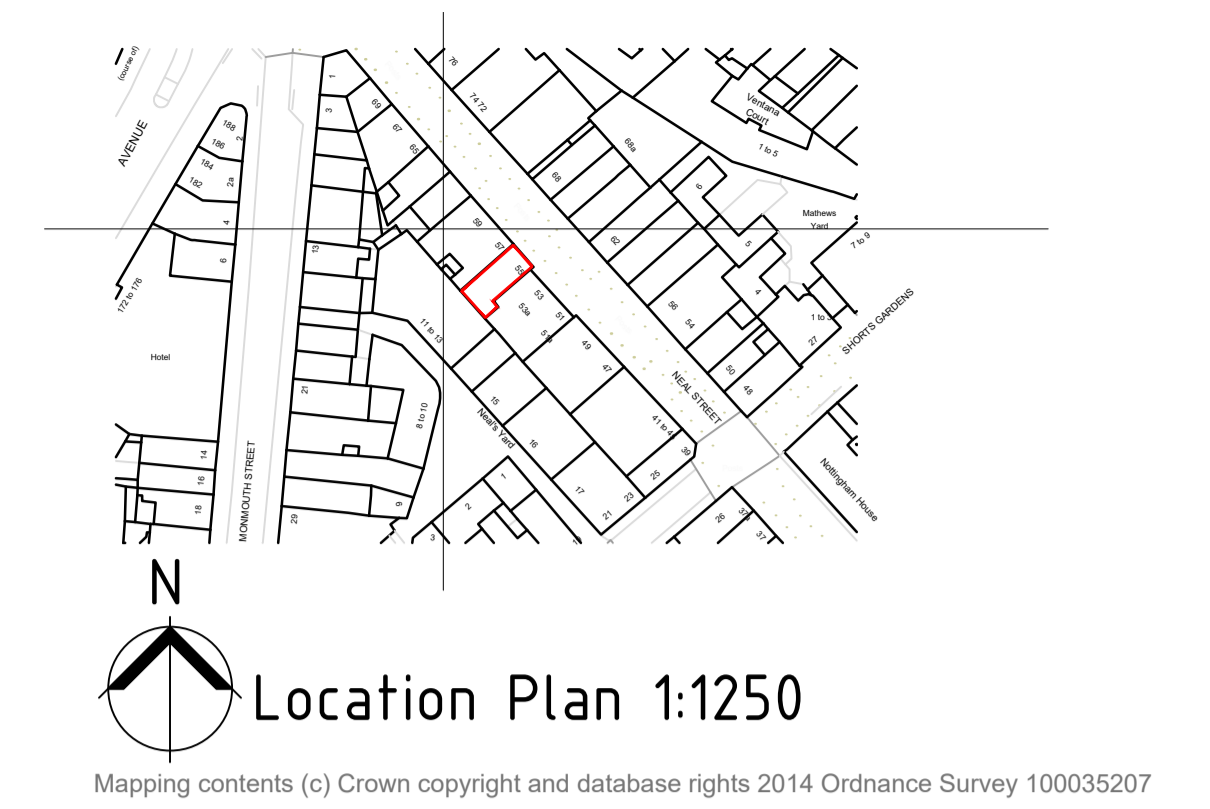 (course of)
AVENUE
188
186
2
184
182
2a
4
6
172 to 176
Hotel
14
16
18
MONMOUTH STREET
1
3
13
21
29
69
67
65
59
57
55
53
53a
51
49
47
41 to
39
25
23
21
17
16
15
11 to 13
Neal's Yard
8 to 10
9
1
2
3
76
74 72
68a
68
62
56
54
50
48
NEAL STREET
Ventana
Court
1 to 5
6
5
4
Mathews
Yard
7 to 9
1 to
27
SHORTS GARDENS
Nottingham House
26
37a
37
N
Location Plan 1:1250
Mapping contents (c) Crown copyright and database rights 2014 Ordnance Survey 100035207